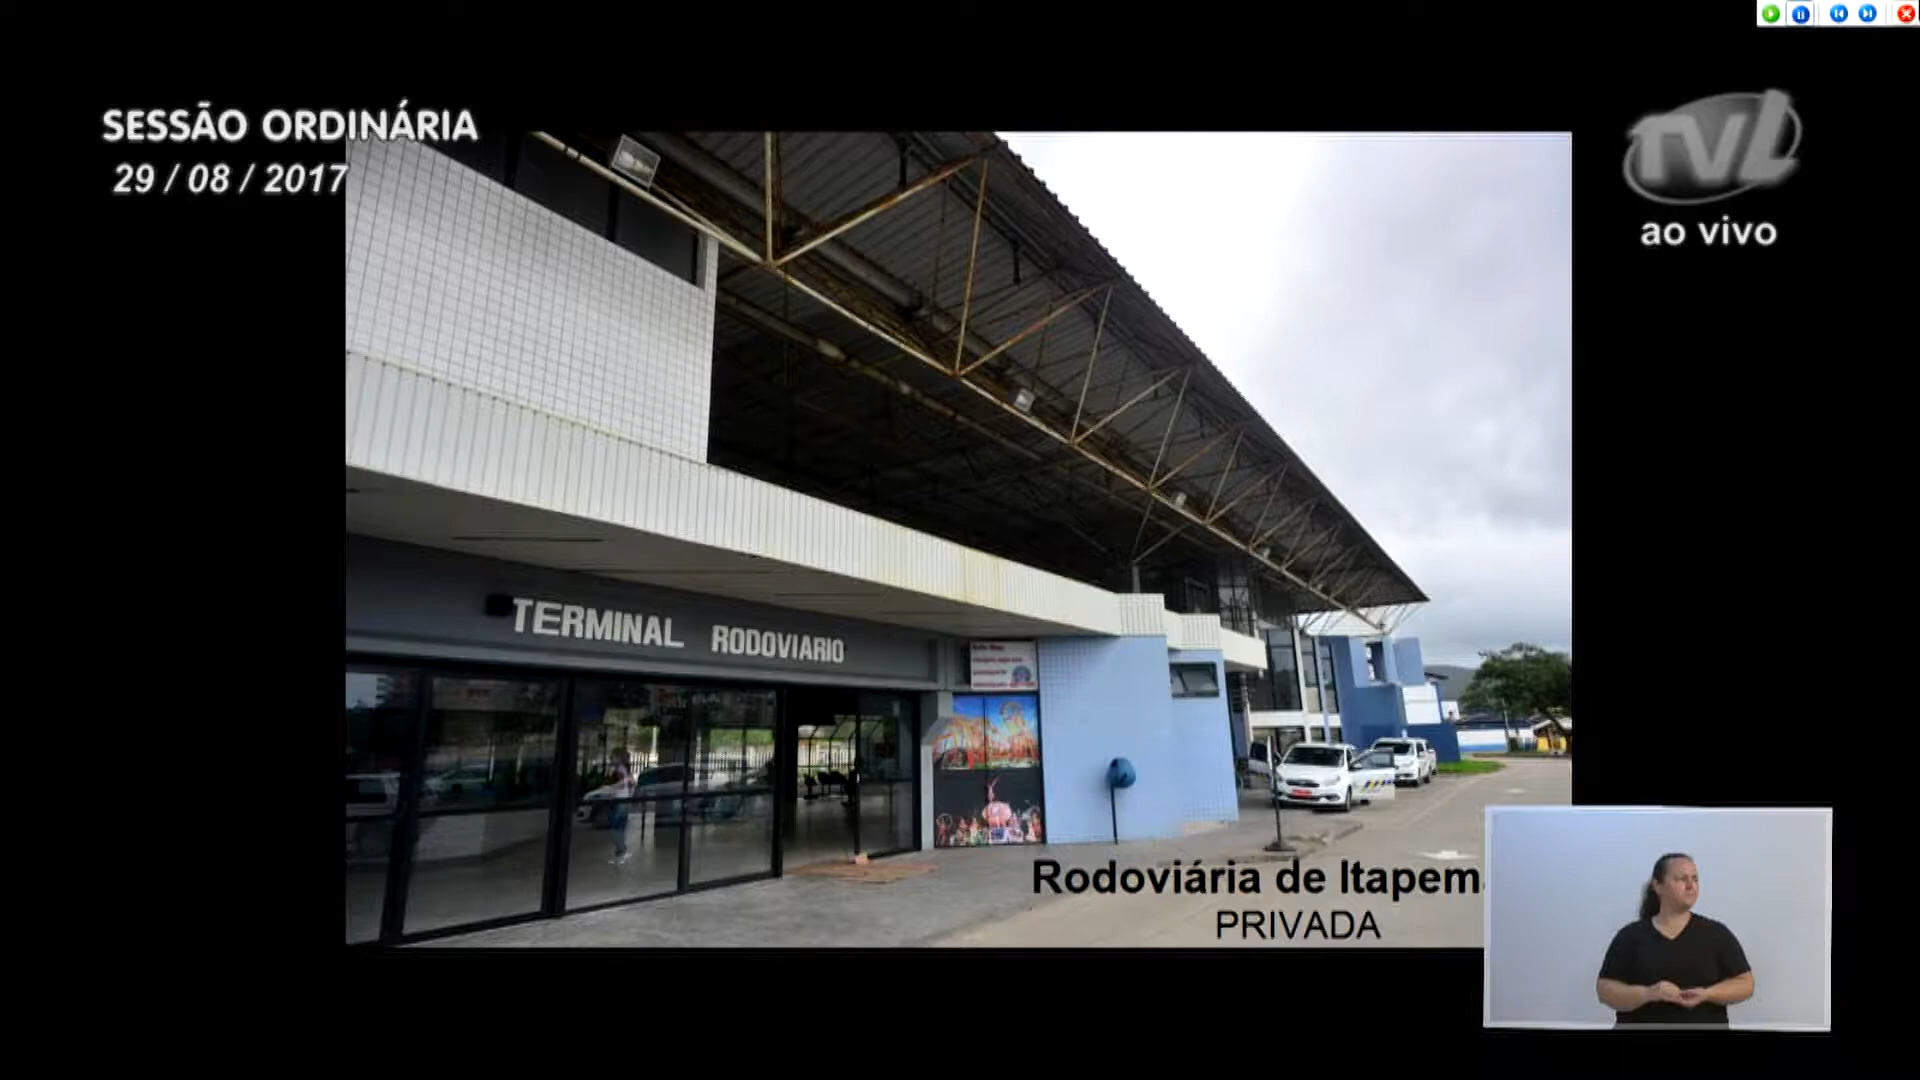 SESSÃO ORDINÁRIA
29 / 08 / 2017
TVL
ao vivo
TERMINAL RODOVIARIO
Rodoviária de Itapem
PRIVADA